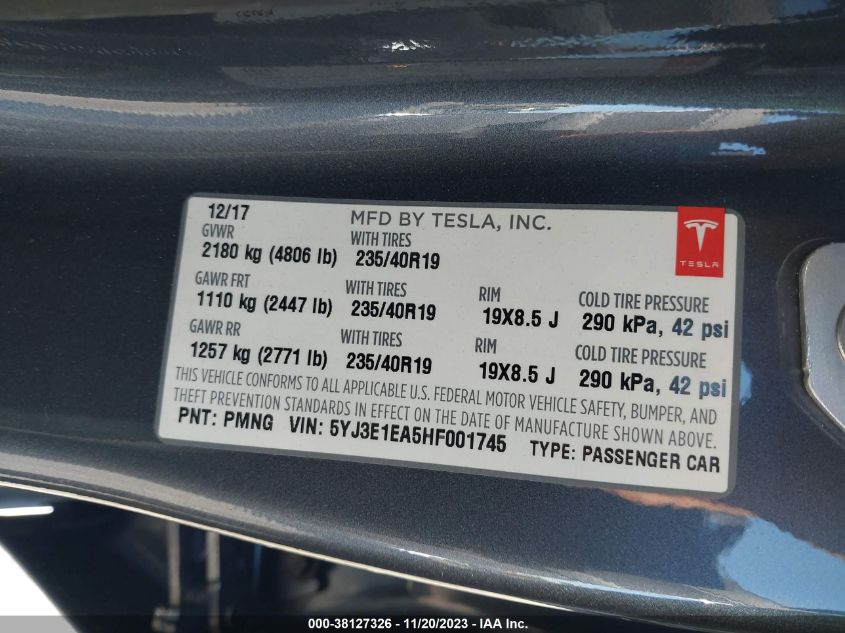 12/17 MFD BY TESLA, INC.
GVWR WITH TIRES
2180 kg (4806 lb) 235/40R19
TESLA
GAWR FRT WITH TIRES RIM COLD TIRE PRESSURE
1110 kg (2447 lb) 235/40R19 19X8.5 J 290 kPa, 42 psi
GAWR RR WITH TIRES RIM COLD TIRE PRESSURE
1257 kg (2771 lb) 235/40R19 19X8.5 J 290 kPa, 42 psi
THIS VEHICLE CONFORMS TO ALL APPLICABLE U.S. FEDERAL MOTOR VEHICLE SAFETY, BUMPER, AND
THEFT PREVENTION STANDARDS IN EFFECT ON THE DATE OF MANUFACTURE SHOWN ABOVE.
PNT: PMNG VIN: 5YJ3E1EA5HF001745 TYPE: PASSENGER CAR
000-38127326 - 11/20/2023 - IAAI.com